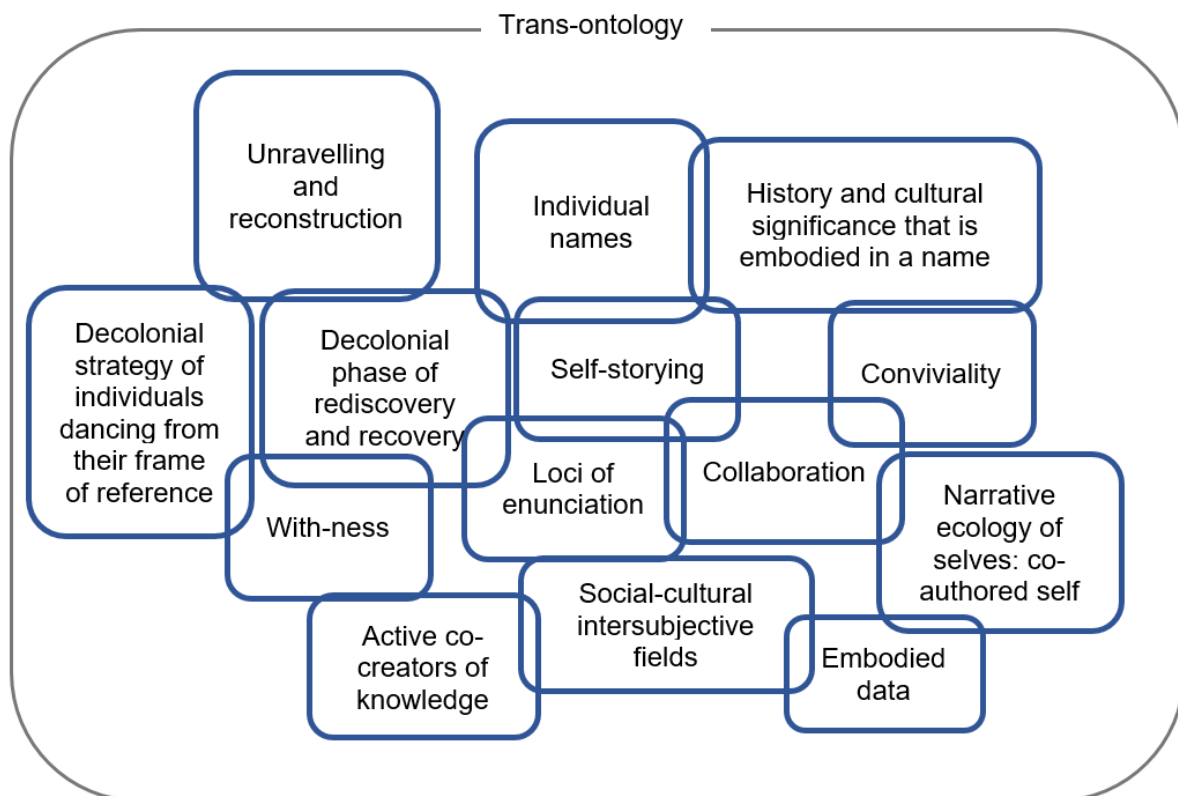 Trans-ontology
Unravelling
and
reconstruction
Individual
names
History and cultural
significance that is
embodied in a name
Decolonial
strategy of
individuals
dancing from
their frame
of reference
Decolonial
phase of
rediscovery
and recovery
Self-storying
Conviviality
With-ness
Loci of
enunciation
Collaboration
Narrative
ecology of
selves: co-
authored self
Active co-
creators of
knowledge
Social-cultural
intersubjective
fields
Embodied
data